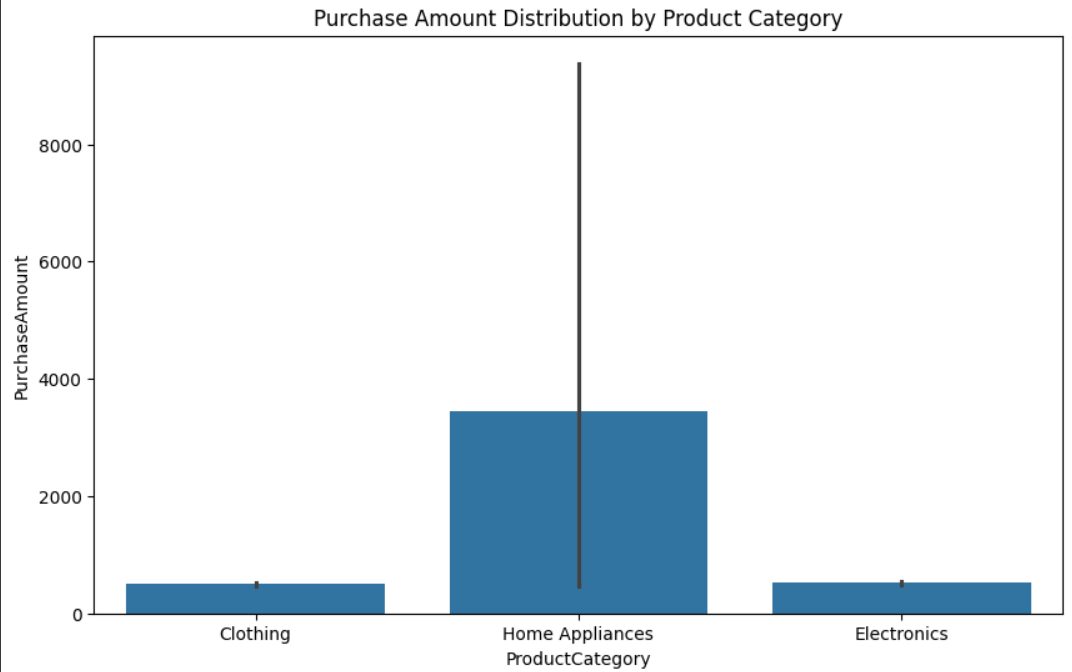 Purchase Amount Distribution by Product Category
8000
6000
4000
2000
0
PurchaseAmount
Clothing
Home Appliances
Electronics
ProductCategory